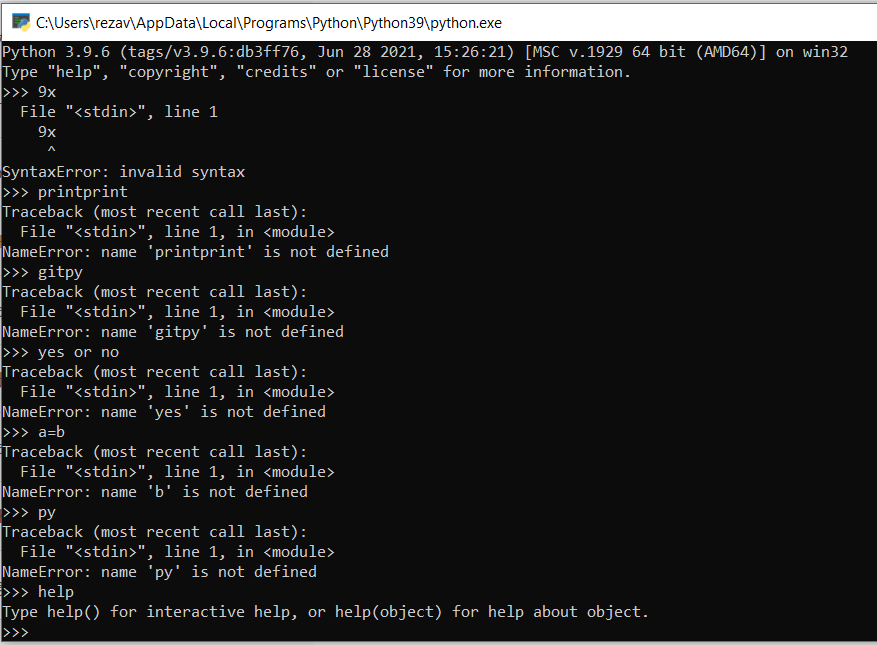 C:\Users\rezav\AppData\Local\Programs\Python\Python39\python.exe
Python 3.9.6 (tags/v3.9.6:db3ff76, Jun 28 2021, 15:26:21) [MSC v.1929 64 bit (AMD64)] on win32
Type "help", "copyright", "credits" or "license" for more information.
>>> 9x
  File "<stdin>", line 1
    9x
     ^
SyntaxError: invalid syntax
>>> printprint
Traceback (most recent call last):
  File "<stdin>", line 1, in <module>
NameError: name 'printprint' is not defined
>>> gitpy
Traceback (most recent call last):
  File "<stdin>", line 1, in <module>
NameError: name 'gitpy' is not defined
>>> yes or no
Traceback (most recent call last):
  File "<stdin>", line 1, in <module>
NameError: name 'yes' is not defined
>>> a=b
Traceback (most recent call last):
  File "<stdin>", line 1, in <module>
NameError: name 'b' is not defined
>>> py
Traceback (most recent call last):
  File "<stdin>", line 1, in <module>
NameError: name 'py' is not defined
>>> help
Type help() for interactive help, or help(object) for help about object.
>>>